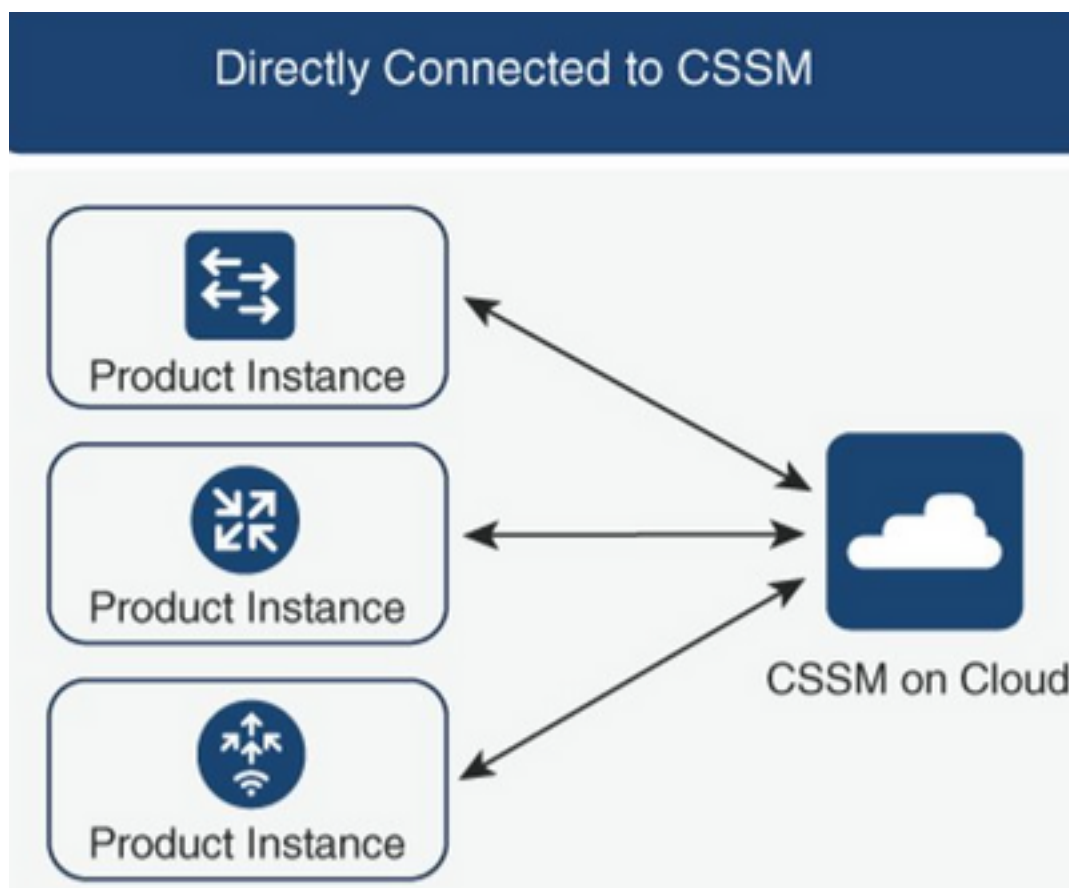 Directly Connected to CSSM
Product Instance
Product Instance
Product Instance
CSSM on Cloud